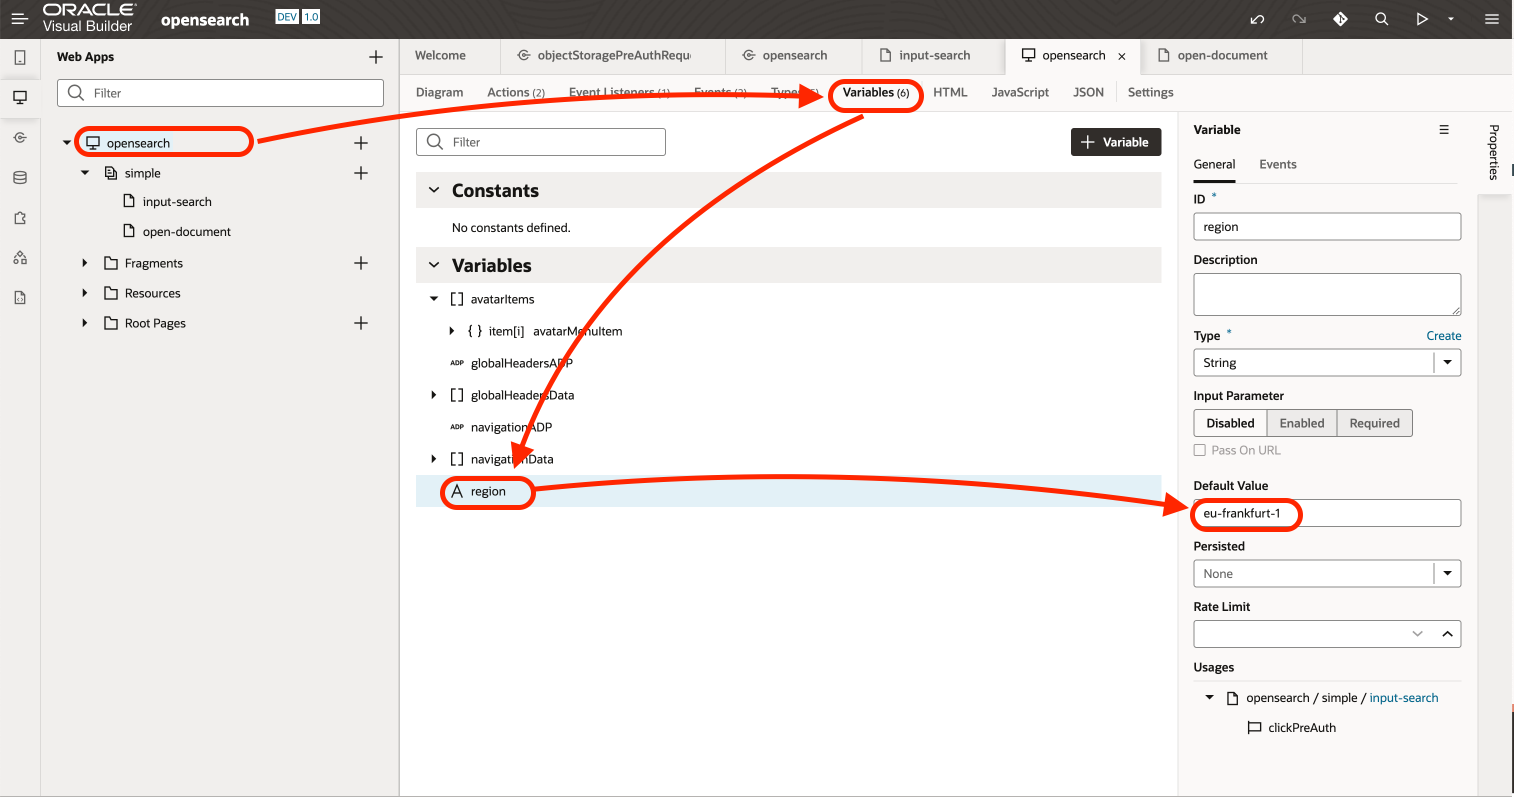 ORACLE
Visual Builder
opensearch
DEV 1.0
Web Apps
Filter
opensearch
simple
input-search
open-document
Fragments
Resources
Root Pages
Welcome
objectStoragePreAuthRequ
opensearch
input-search
opensearch
open-document
Diagram
Actions (2)
Event Listeners (1)
Events
Variables (6)
HTML
JavaScript
JSON
Settings
Filter
Variable
Constants
No constants defined.
Variables
[ ] avatarItems
{ } item[i] avatarMenuItem
ADP globalHeadersADP
[ ] globalHeadersData
ADP navigationADP
[ ] navigationData
A region
Variable
General Events
ID *
region
Description
Type * Create
String
Input Parameter
Disabled Enabled Required
Pass On URL
Default Value
eu-frankfurt-1
Persisted
None
Rate Limit
Usages
opensearch / simple / input-search
clickPreAuth
Properties